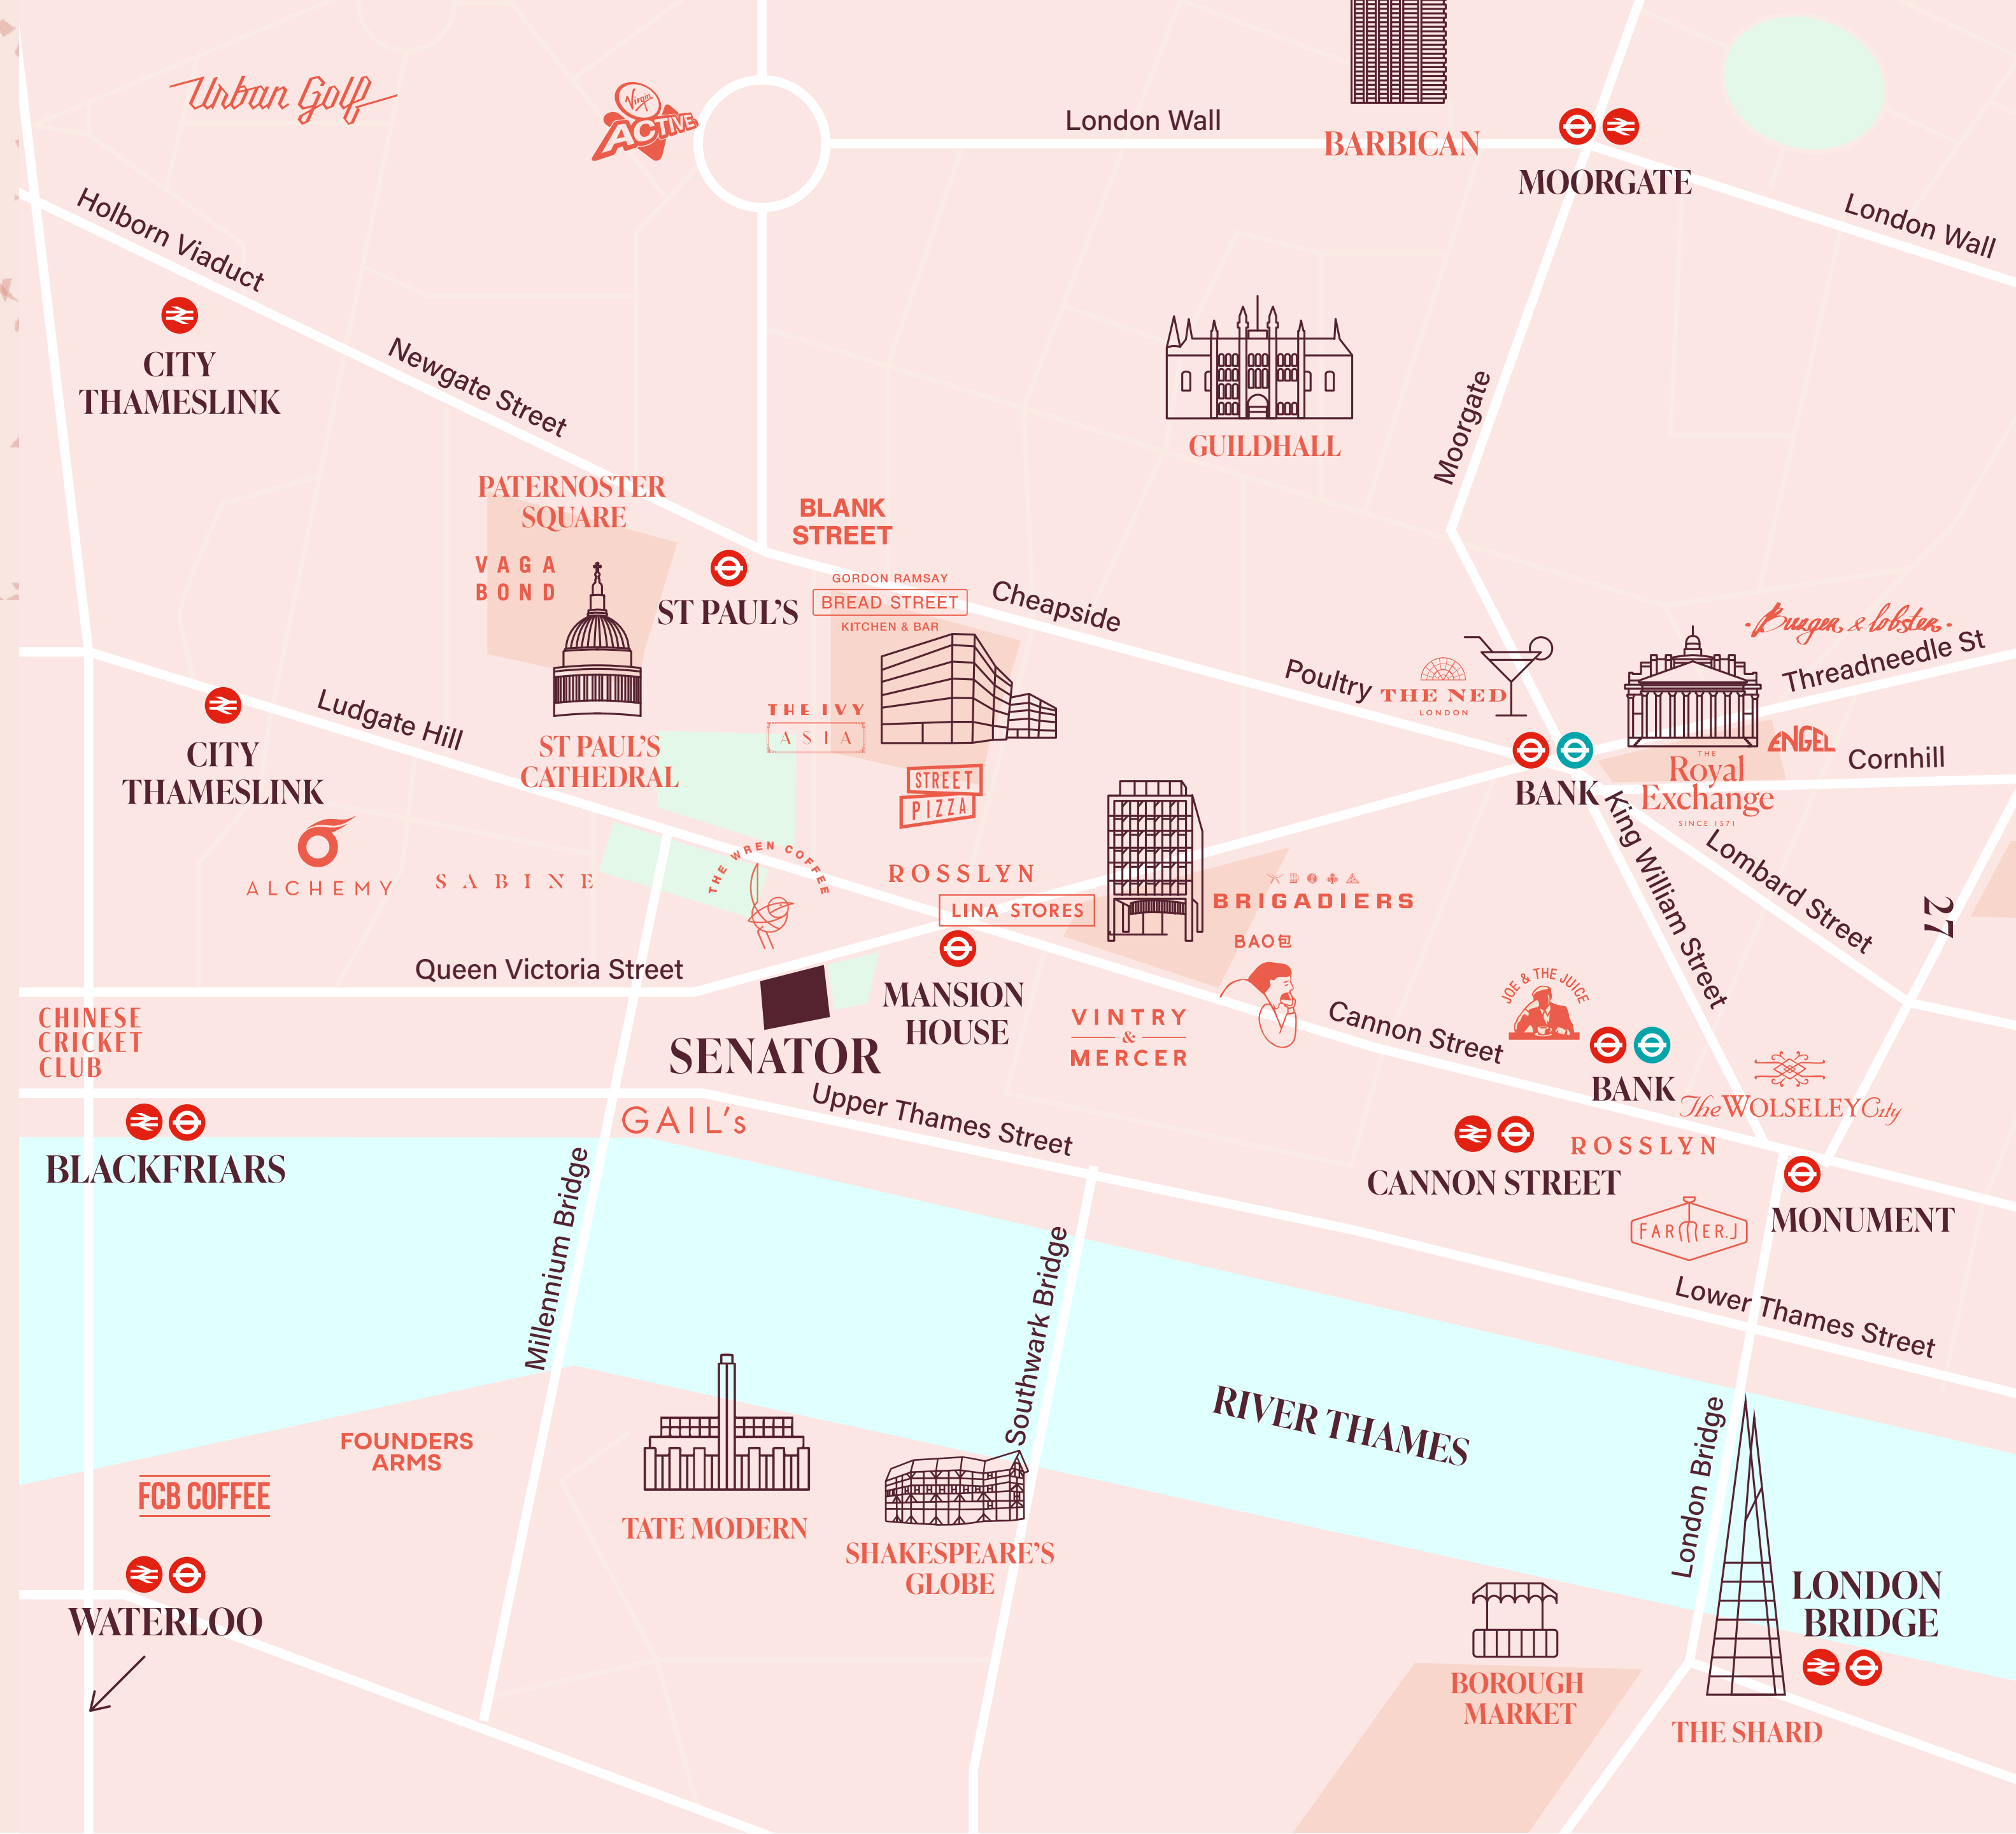 Urban Golf
Virgin
ACTIVE
London Wall
BARBICAN
MOORGATE
London Wall
Holborn Viaduct
CITY
THAMESLINK
Newgate Street
GUILDHALL
Moorgate
PATERNOSTER
SQUARE
BLANK
STREET
VAGA
BOND
ST PAUL'S
GORDON RAMSAY
BREAD STREET
KITCHEN & BAR
Cheapside
Burger & lobster
Threadneedle St
Poultry
THE NED
LONDON
CITY
THAMESLINK
Ludgate Hill
ST PAUL'S
CATHEDRAL
THE IVY
ASIA
STREET
PIZZA
BANK
THE
Royal
Exchange
SINCE 1571
ENGEL
Cornhill
King William Street
Lombard Street
27
ALCHEMY
SABINE
THE WREN COFFEE
ROSSLYN
LINA STORES
BRIGADIERS
BAO包
Queen Victoria Street
MANSION
HOUSE
SENATOR
VINTRY
&
MERCER
Cannon Street
JOE & THE JUICE
BANK
The WOLSELEY City
CHINESE
CRICKET
CLUB
BLACKFRIARS
GAIL's
Upper Thames Street
CANNON STREET
ROSSLYN
MONUMENT
FARMER.J
Lower Thames Street
Millennium Bridge
Southwark Bridge
RIVER THAMES
London Bridge
FOUNDERS
ARMS
FCB COFFEE
WATERLOO
TATE MODERN
SHAKESPEARE'S
GLOBE
BOROUGH
MARKET
LONDON
BRIDGE
THE SHARD